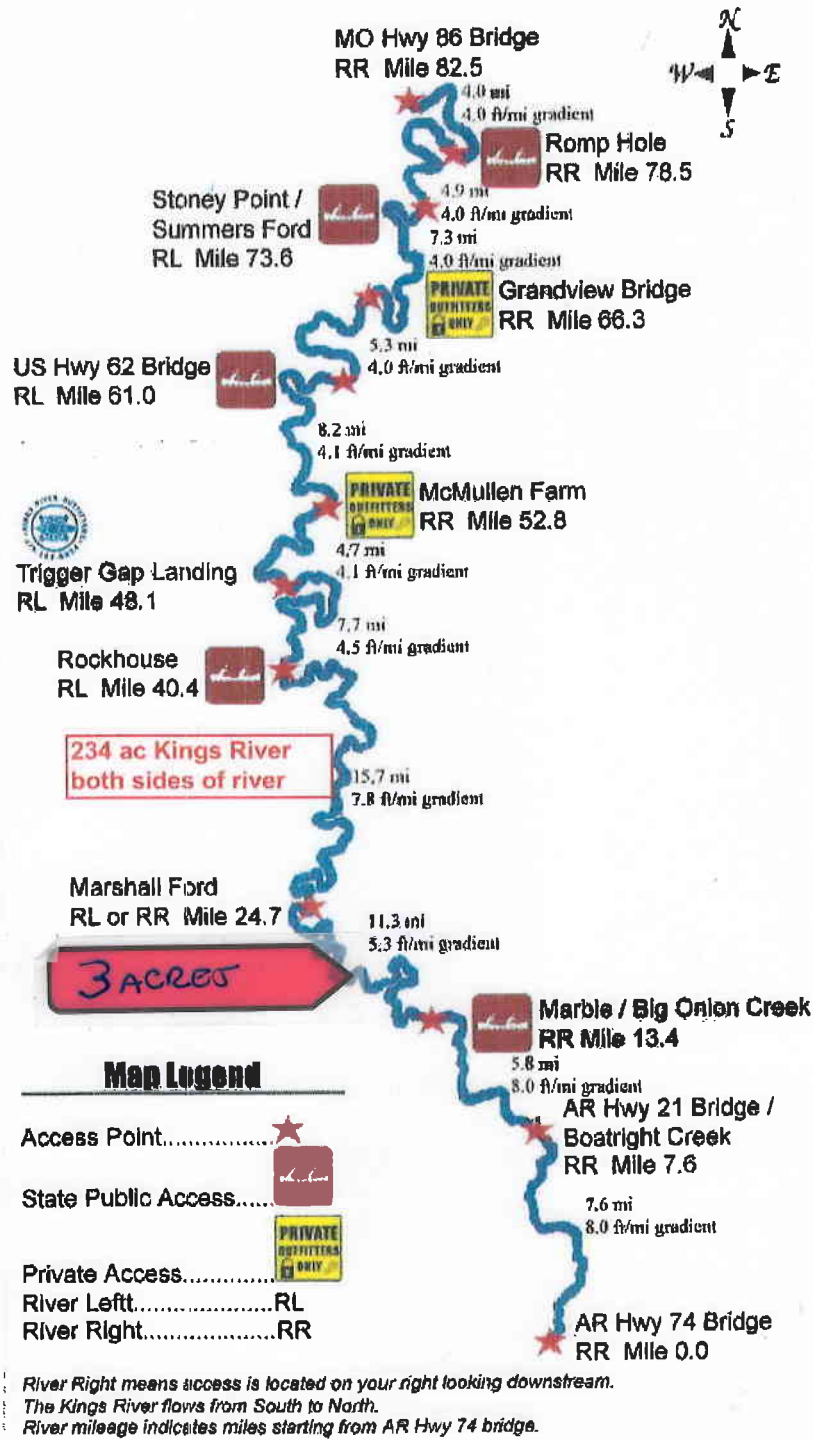 N
W E
S
MO Hwy 86 Bridge
RR Mile 82.5
4.0 mi
4.0 ft/mi gradient
Romp Hole
RR Mile 78.5
4.9 mi
4.0 ft/mi gradient
Stoney Point /
Summers Ford
RL Mile 73.6
7.3 mi
4.0 ft/mi gradient
PRIVATE
OUTFITTERS
ONLY
Grandview Bridge
RR Mile 66.3
5.3 mi
4.0 ft/mi gradient
US Hwy 62 Bridge
RL Mile 61.0
8.2 mi
4.1 ft/mi gradient
PRIVATE
OUTFITTERS
ONLY
McMullen Farm
RR Mile 52.8
KINGS RIVER OUTFITTERS
4.7 mi
4.1 ft/mi gradient
Trigger Gap Landing
RL Mile 48.1
7.7 mi
4.5 ft/mi gradient
Rockhouse
RL Mile 40.4
234 ac Kings River
both sides of river
15.7 mi
7.8 ft/mi gradient
Marshall Ford
RL or RR Mile 24.7
11.3 mi
5.3 ft/mi gradient
3 ACRES
Marble / Big Onion Creek
RR Mile 13.4
5.8 mi
8.0 ft/mi gradient
AR Hwy 21 Bridge /
Boatright Creek
RR Mile 7.6
7.6 mi
8.0 ft/mi gradient
AR Hwy 74 Bridge
RR Mile 0.0
Map Legend
Access Point.................
State Public Access......
PRIVATE
OUTFITTERS
ONLY
Private Access..............
River Leftt......................RL
River Right.....................RR
River Right means access is located on your right looking downstream.
The Kings River flows from South to North.
River mileage indicates miles starting from AR Hwy 74 bridge.